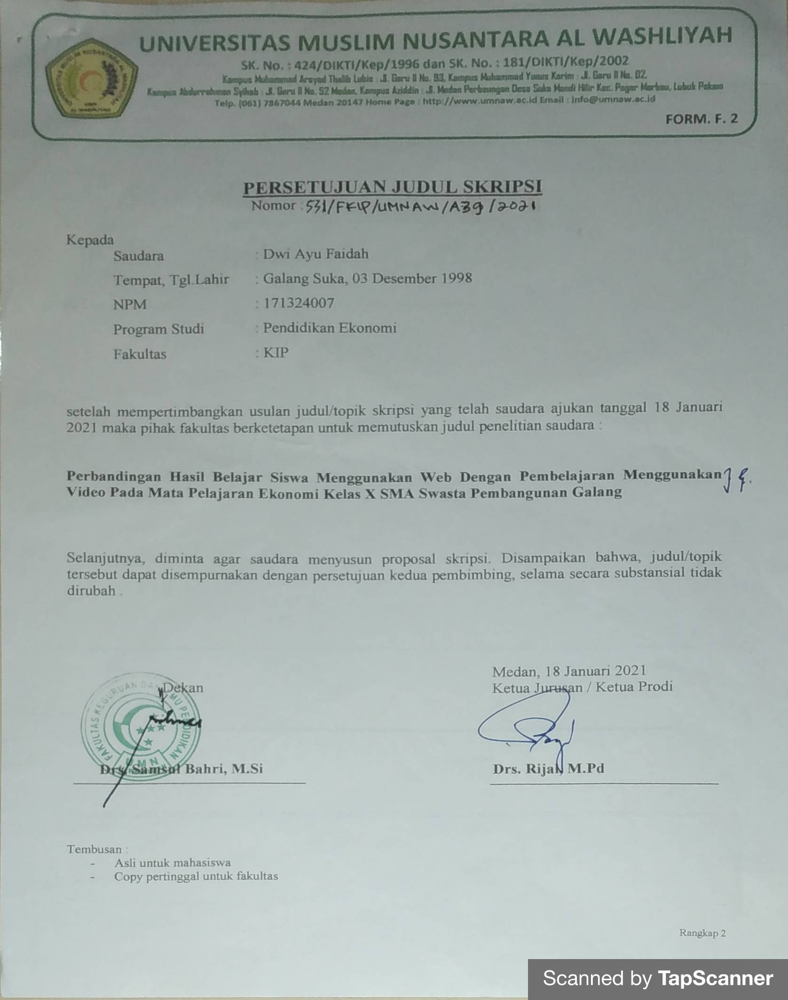 UNIVERSITAS MUSLIM NUSANTARA AL WASHLIYAH
SK. No. : 424/DIKTI/Kep/1996 dan SK. No. : 181/DIKTI/Kep/2002
Kampus Muhammad Arsyad Thalib Lubis : Jl. Garu II No. 93, Kampus Muhammad Yunus Karim : Jl. Garu II No. 02,
Kampus Abdurrahman Syihab : Jl. Garu II No. 52 Medan, Kampus Aziddin : Jl. Medan Perbaungan Desa Suka Mandi Hilir Kec. Pagar Merbau, Lubuk Pakam
Telp. (061) 7867044 Medan 20147 Home Page : http://www.umnaw.ac.id Email : info@umnaw.ac.id
FORM. F. 2
PERSETUJUAN JUDUL SKRIPSI
Nomor : 531/FKIP/UMNAW/A39/2021
Kepada
Saudara : Dwi Ayu Faidah
Tempat, Tgl.Lahir : Galang Suka, 03 Desember 1998
NPM : 171324007
Program Studi : Pendidikan Ekonomi
Fakultas : KIP
setelah mempertimbangkan usulan judul/topik skripsi yang telah saudara ajukan tanggal 18 Januari
2021 maka pihak fakultas berketetapan untuk memutuskan judul penelitian saudara :
Perbandingan Hasil Belajar Siswa Menggunakan Web Dengan Pembelajaran Menggunakan
Video Pada Mata Pelajaran Ekonomi Kelas X SMA Swasta Pembangunan Galang
Selanjutnya, diminta agar saudara menyusun proposal skripsi. Disampaikan bahwa, judul/topik
tersebut dapat disempurnakan dengan persetujuan kedua pembimbing, selama secara substansial tidak
dirubah .
Medan, 18 Januari 2021
Dekan
Ketua Jurusan / Ketua Prodi
FAKULTAS KEGURUAN DAN ILMU PENDIDIKAN
UMN
Drs. Samsul Bahri, M.Si
Drs. Rijal, M.Pd
Tembusan :
- Asli untuk mahasiswa
- Copy pertinggal untuk fakultas
Rangkap 2
Scanned by TapScanner